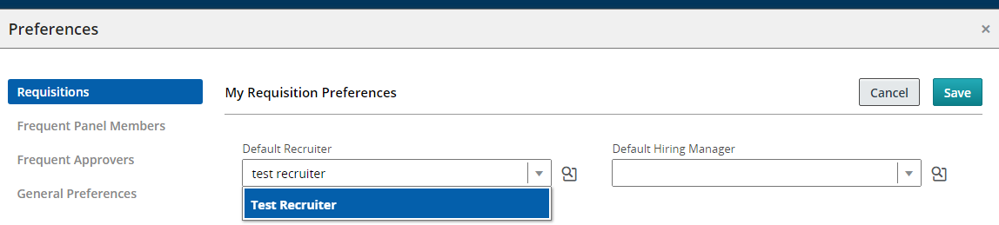 Preferences
×
Requisitions
My Requisition Preferences
Cancel
Save
Frequent Panel Members
Frequent Approvers
General Preferences
Default Recruiter
Default Hiring Manager
test recruiter
Test Recruiter